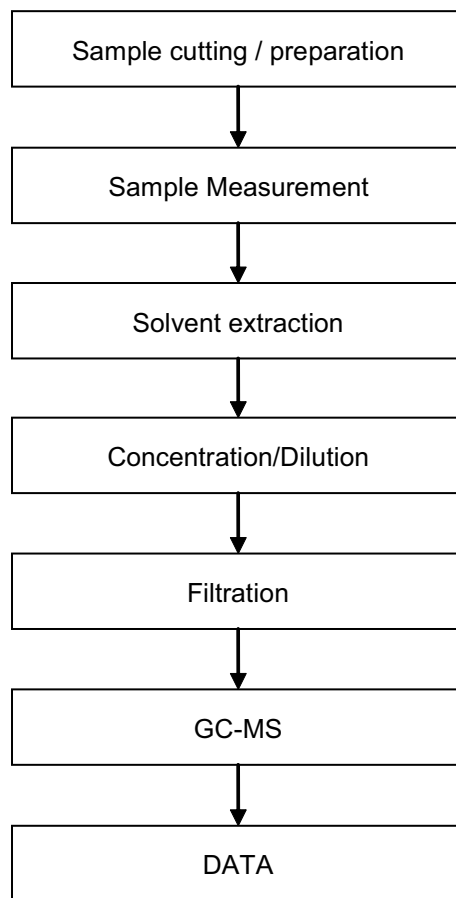 Sample cutting / preparation
Sample Measurement
Solvent extraction
Concentration/Dilution
Filtration
GC-MS
DATA